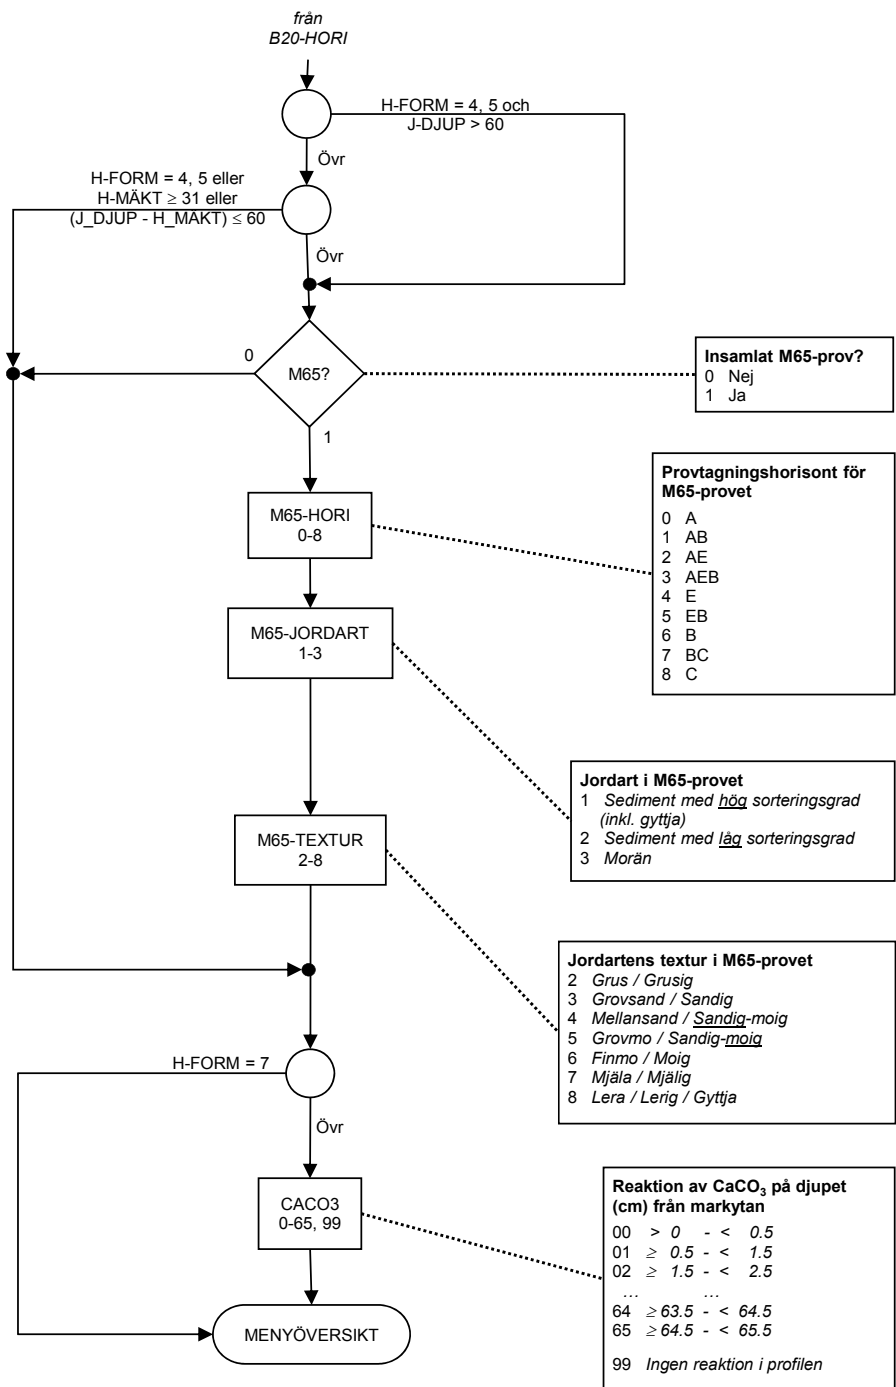 från
B20-HORI
H-FORM = 4, 5 och
J-DJUP > 60
Övr
H-FORM = 4, 5 eller
H-MÄKT ≥ 31 eller
(J_DJUP - H_MAKT) ≤ 60
Övr
0
M65?
1
Insamlat M65-prov?
0 Nej
1 Ja
M65-HORI
0-8
Provtagningshorisont för
M65-provet
0 A
1 AB
2 AE
3 AEB
4 E
5 EB
6 B
7 BC
8 C
M65-JORDART
1-3
Jordart i M65-provet
1 Sediment med hög sorteringsgrad
(inkl. gyttja)
2 Sediment med låg sorteringsgrad
3 Morän
M65-TEXTUR
2-8
Jordartens textur i M65-provet
2 Grus / Grusig
3 Grovsand / Sandig
4 Mellansand / Sandig-moig
5 Grovmo / Sandig-moig
6 Finmo / Moig
7 Mjäla / Mjälig
8 Lera / Lerig / Gyttja
H-FORM = 7
Övr
CACO3
0-65, 99
Reaktion av CaCO₃ på djupet
(cm) från markytan
00 > 0 - < 0.5
01 ≥ 0.5 - < 1.5
02 ≥ 1.5 - < 2.5
... ...
64 ≥ 63.5 - < 64.5
65 ≥ 64.5 - < 65.5
99 Ingen reaktion i profilen
MENYÖVERSIKT